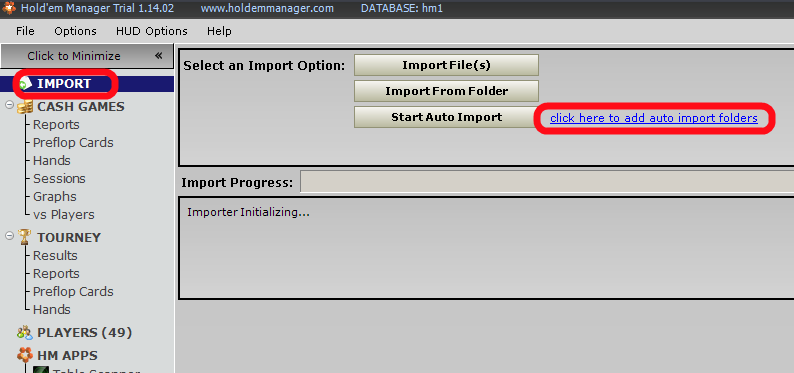 Hold'em Manager Trial 1.14.02 www.holdemmanager.com DATABASE: hm1
File Options HUD Options Help
Click to Minimize «
IMPORT
CASH GAMES
Reports
Preflop Cards
Hands
Sessions
Graphs
vs Players
TOURNEY
Results
Reports
Preflop Cards
Hands
PLAYERS (49)
HM APPS
Table Scanner
Select an Import Option:
Import File(s)
Import From Folder
Start Auto Import click here to add auto import folders
Import Progress:
Importer Initializing...